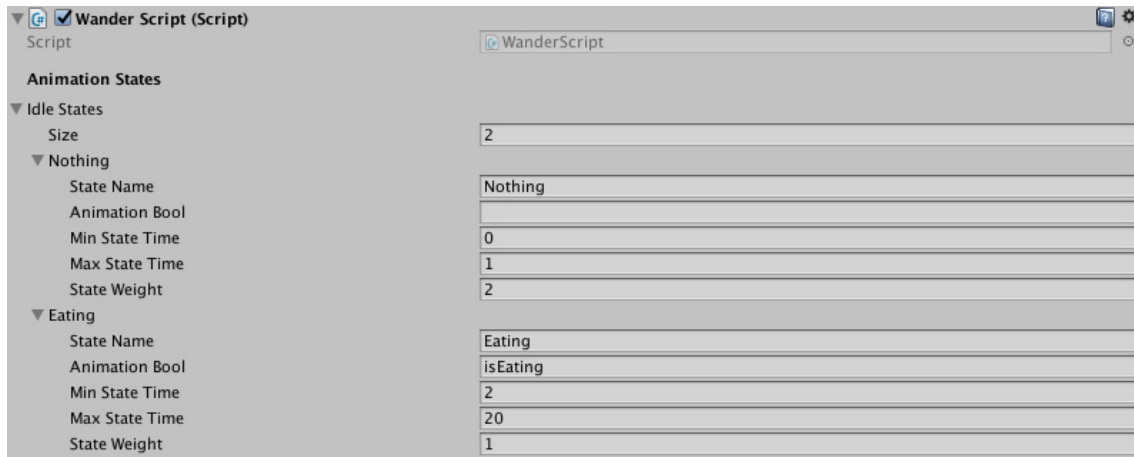 Wander Script (Script)
Script WanderScript
Animation States
Idle States
Size 2
Nothing
State Name Nothing
Animation Bool
Min State Time 0
Max State Time 1
State Weight 2
Eating
State Name Eating
Animation Bool isEating
Min State Time 2
Max State Time 20
State Weight 1